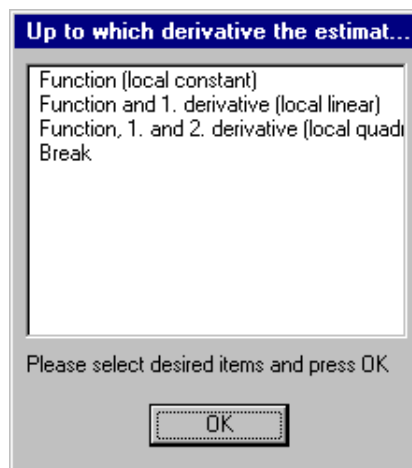 Up to which derivative the estimat...
Function (local constant)
Function and 1. derivative (local linear)
Function, 1. and 2. derivative (local quadr
Break
Please select desired items and press OK
OK